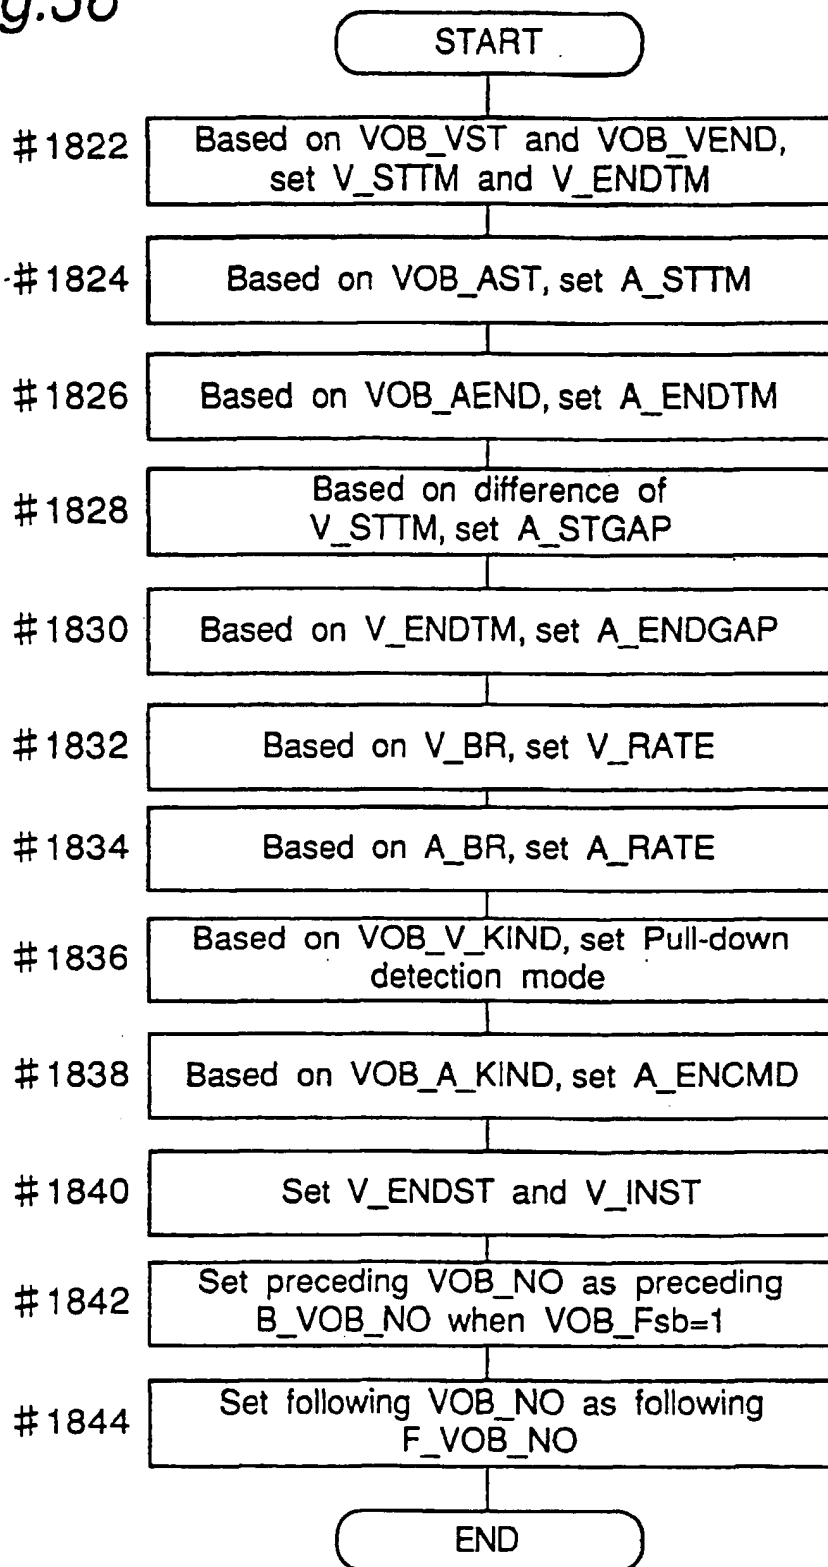 g.56
START
#1822
Based on VOB_VST and VOB_VEND,
set V_STTM and V_ENDTM
#1824
Based on VOB_AST, set A_STTM
#1826
Based on VOB_AEND, set A_ENDTM
#1828
Based on difference of
V_STTM, set A_STGAP
#1830
Based on V_ENDTM, set A_ENDGAP
#1832
Based on V_BR, set V_RATE
#1834
Based on A_BR, set A_RATE
#1836
Based on VOB_V_KIND, set Pull-down
detection mode
#1838
Based on VOB_A_KIND, set A_ENCMD
#1840
Set V_ENDST and V_INST
#1842
Set preceding VOB_NO as preceding
B_VOB_NO when VOB_Fsb=1
#1844
Set following VOB_NO as following
F_VOB_NO
END